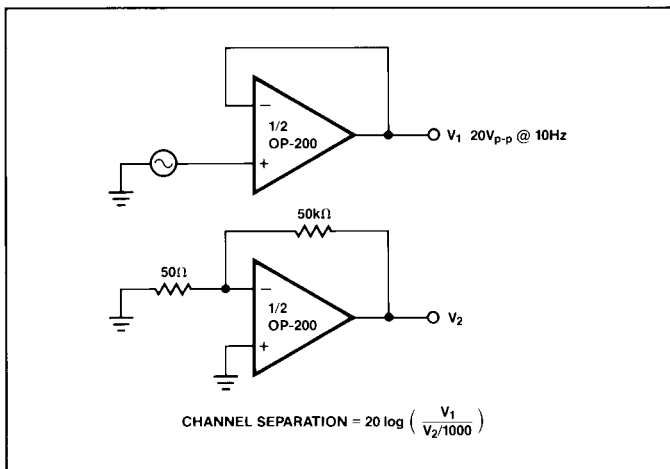 −
1/2
OP-200
+
V₁ 20Vp-p @ 10Hz
50kΩ
50Ω
−
1/2
OP-200
+
V₂
CHANNEL SEPARATION = 20 log ( V₁ / V₂/1000 )